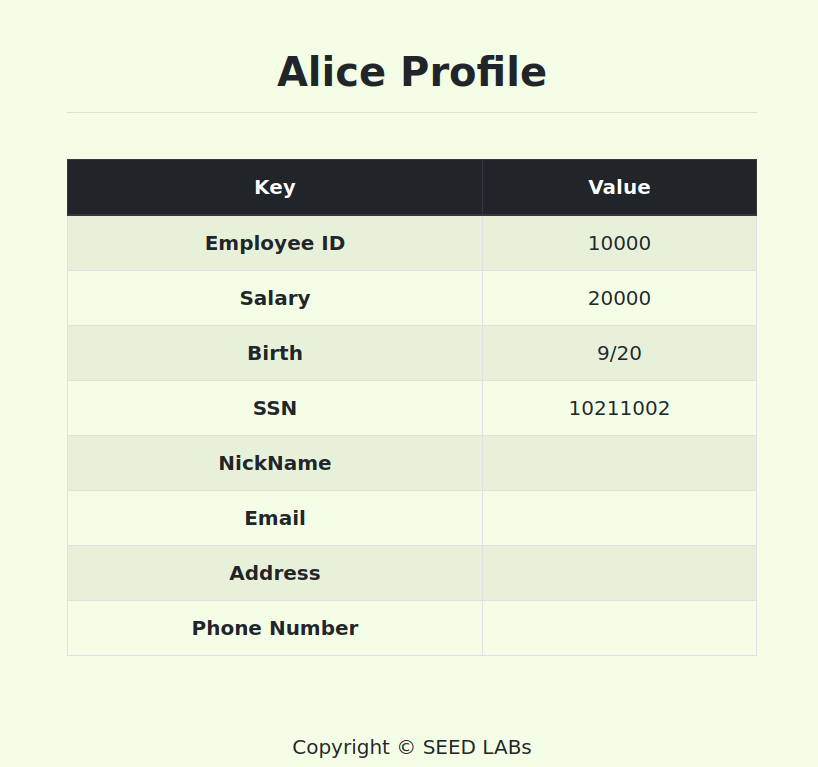 Alice Profile
Key Value
Employee ID 10000
Salary 20000
Birth 9/20
SSN 10211002
NickName
Email
Address
Phone Number
Copyright © SEED LABs